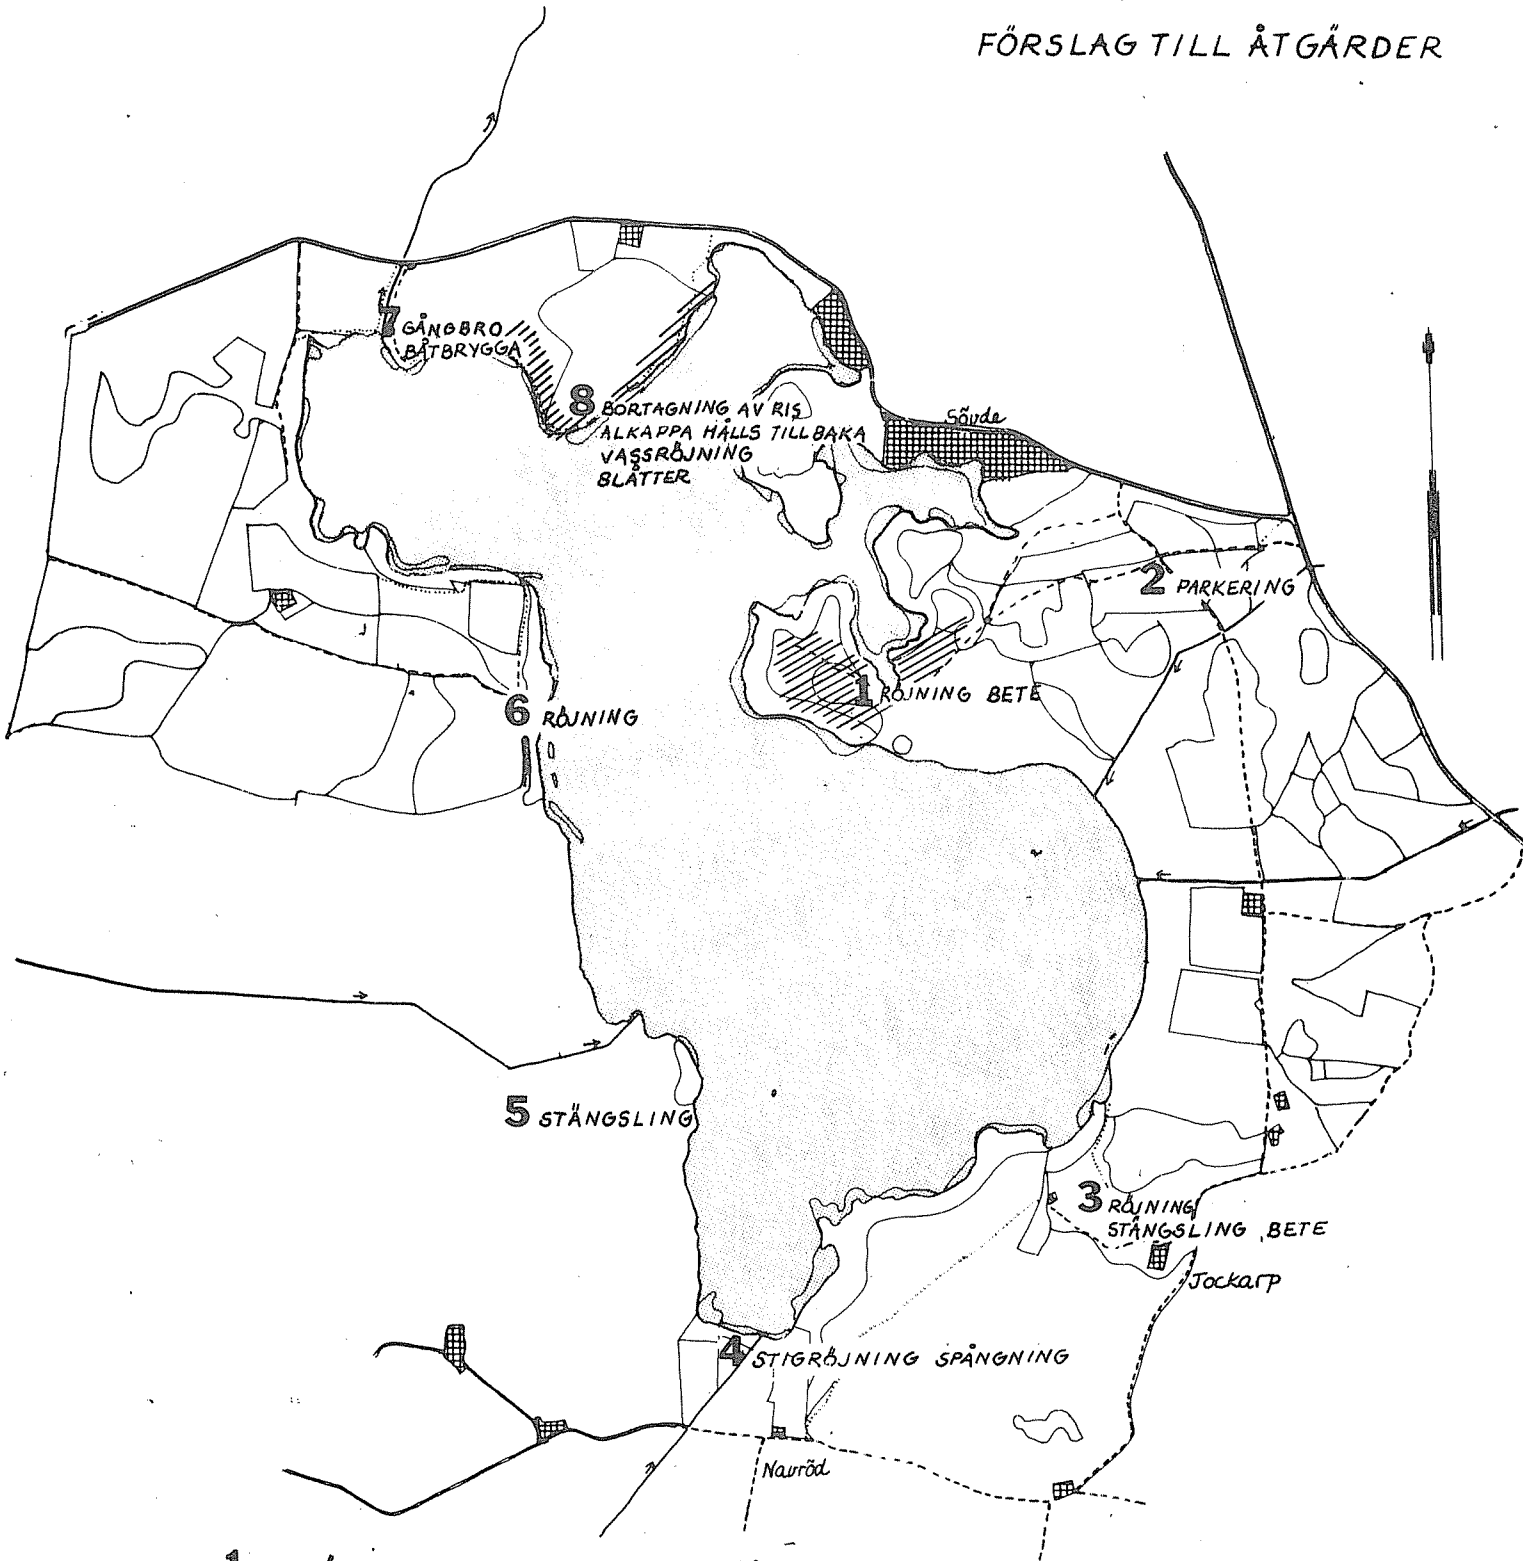 FÖRSLAG TILL ÅTGÄRDER
7 GÅNGBRO
BÅTBRYGGA
8 BORTAGNING AV RIS
ALKAPPA HÅLLS TILLBAKA
VASSRÖJNING
BLÅTTER
Sövde
2 PARKERING
1 RÖJNING BETE
6 RÖJNING
5 STÄNGSLING
3 RÖJNING
STÄNGSLING BETE
Jockarp
4 STIGRÖJNING SPÅNGNING
Navröd